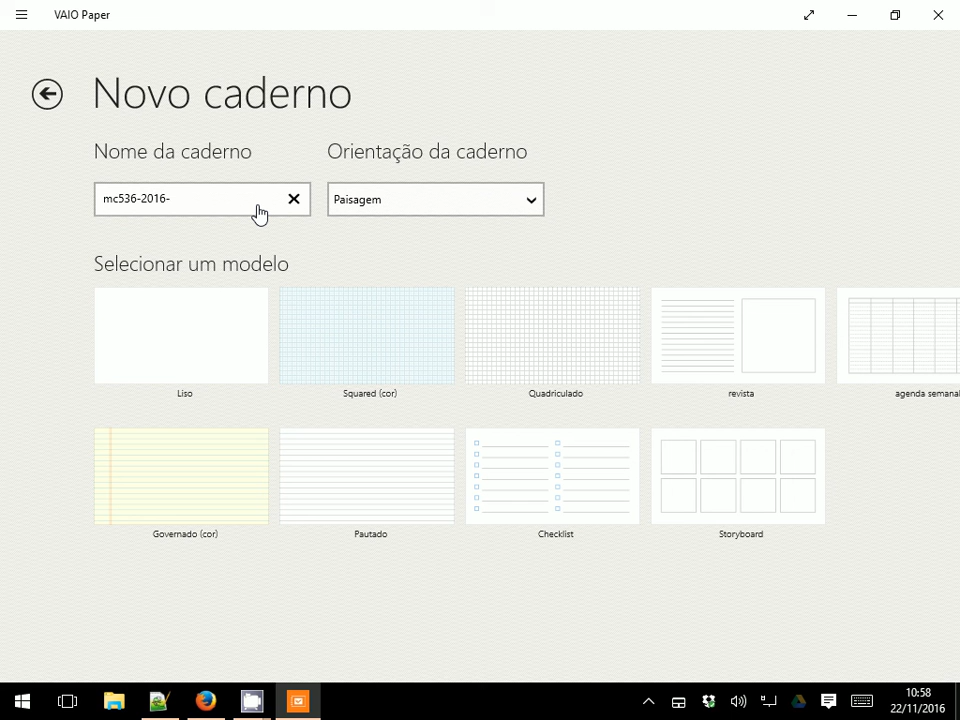 VAIO Paper
Novo caderno
Nome da caderno
Orientação da caderno
mc536-2016-
Paisagem
Selecionar um modelo
Liso
Squared (cor)
Quadriculado
revista
agenda semanal
Governado (cor)
Pautado
Checklist
Storyboard
10:58
22/11/2016